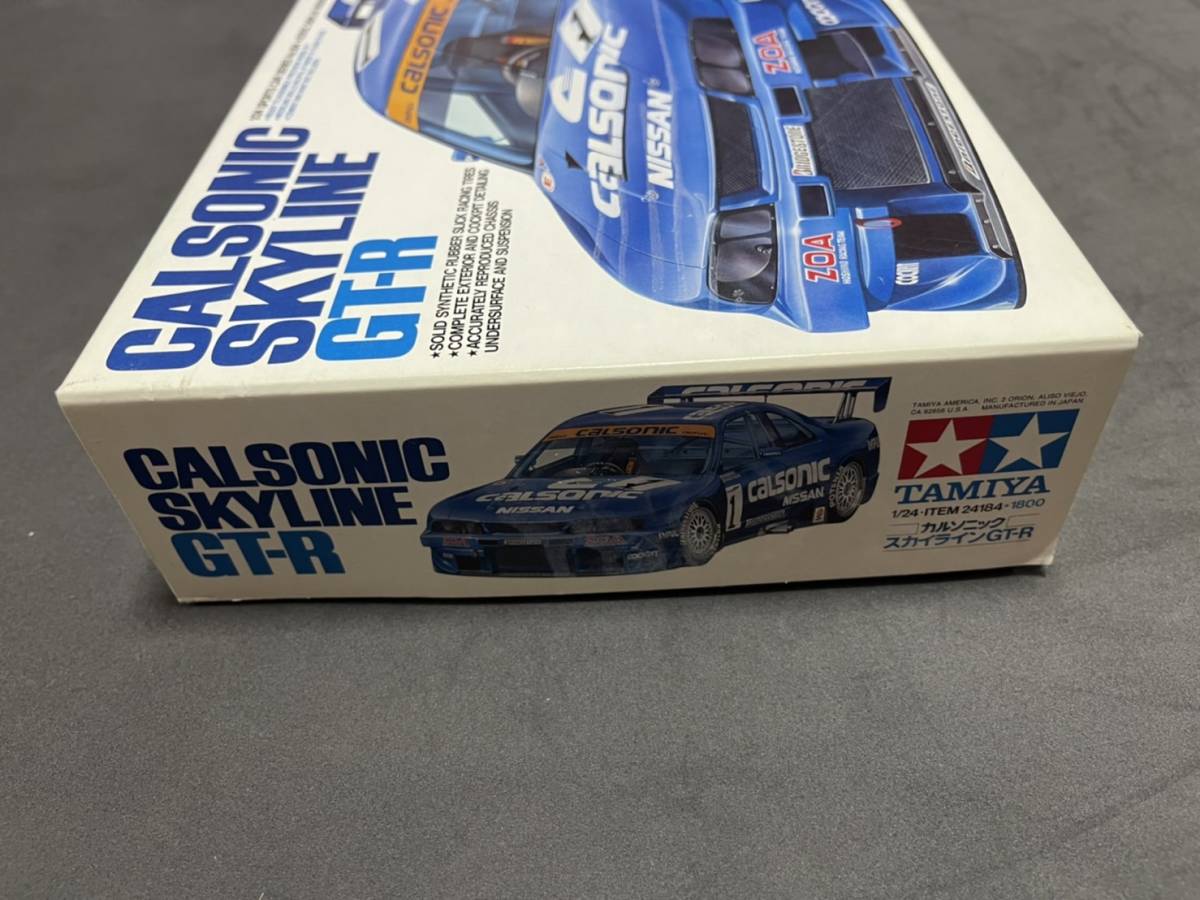 CALSONIC
SKYLINE
GT-R
★SOLID SYNTHETIC RUBBER SLICK RACING TIRES
★COMPLETE EXTERIOR AND COCKPIT DETAILING
★ACCURATELY REPRODUCED CHASSIS
UNDERSURFACE AND SUSPENSION
CALSONIC
CALSONIC
NISSAN
ZOA
BRIDGESTONE
ZOA
CALSONIC
SKYLINE
GT-R
CALSONIC
CALSONIC
CALSONIC
NISSAN
1
CALSONIC
NISSAN
TAMIYA AMERICA, INC. 2 ORION, ALISO VIEJO,
CA 92656 U.S.A MANUFACTURED IN JAPAN
TAMIYA
1/24·ITEM 24184-1800
カルソニック
スカイラインGT-R